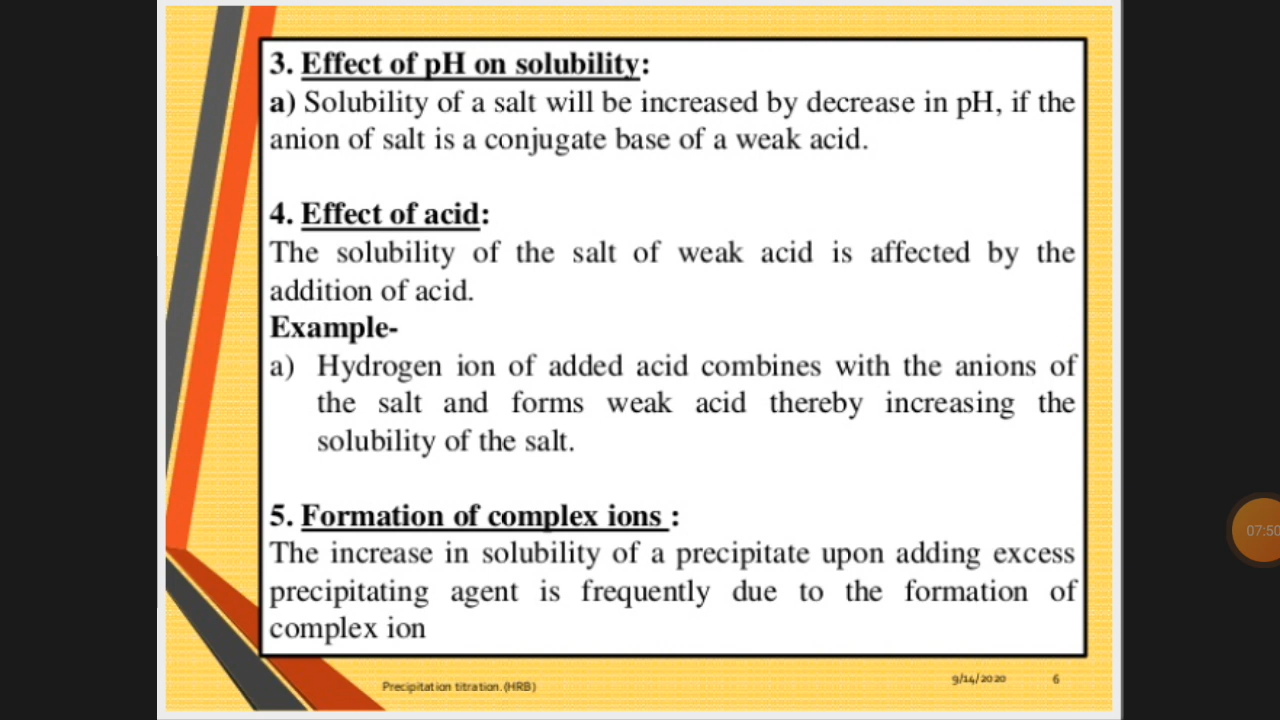 3. Effect of pH on solubility:
a) Solubility of a salt will be increased by decrease in pH, if the
anion of salt is a conjugate base of a weak acid.
4. Effect of acid:
The solubility of the salt of weak acid is affected by the
addition of acid.
Example-
a) Hydrogen ion of added acid combines with the anions of
the salt and forms weak acid thereby increasing the
solubility of the salt.
5. Formation of complex ions :
The increase in solubility of a precipitate upon adding excess
precipitating agent is frequently due to the formation of
complex ion
Precipitation titration.(HRB)
9/14/2020
6
07:50